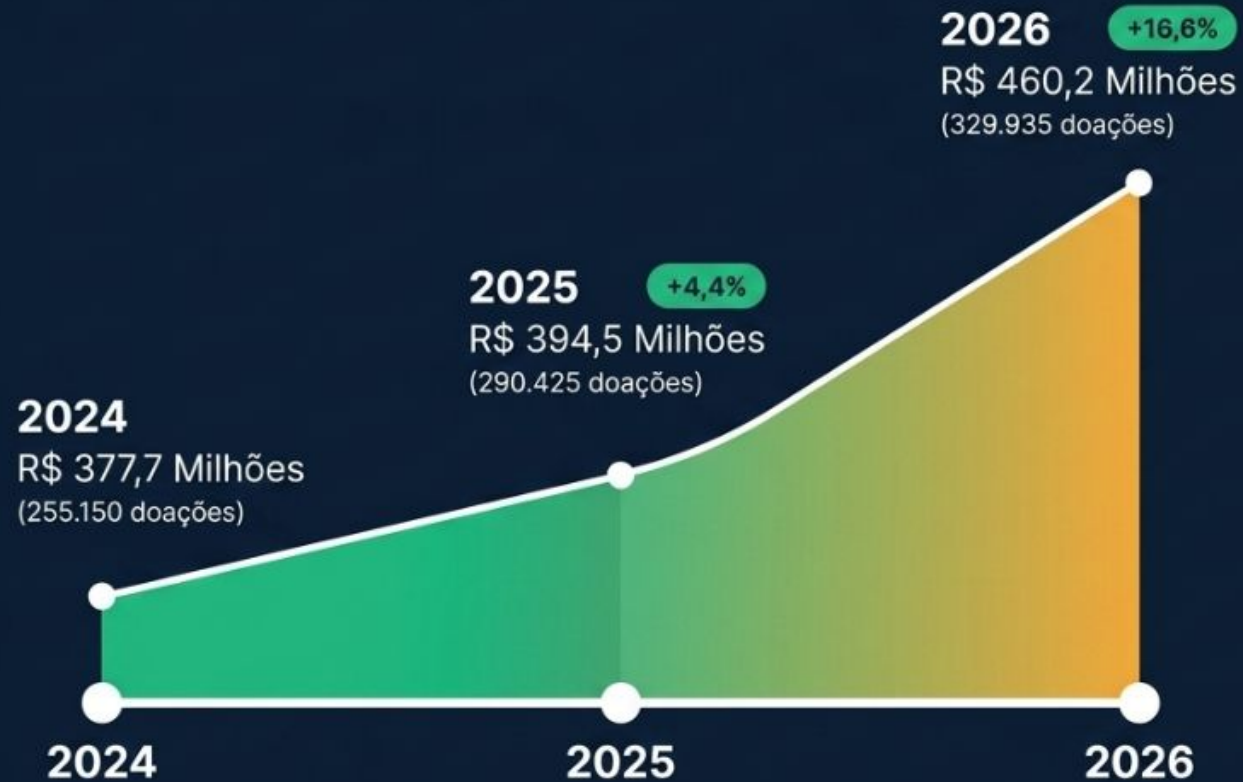 2026 +16,6%
R$ 460,2 Milhões
(329.935 doações)
2025 +4,4%
R$ 394,5 Milhões
(290.425 doações)
2024
R$ 377,7 Milhões
(255.150 doações)
2024 2025 2026